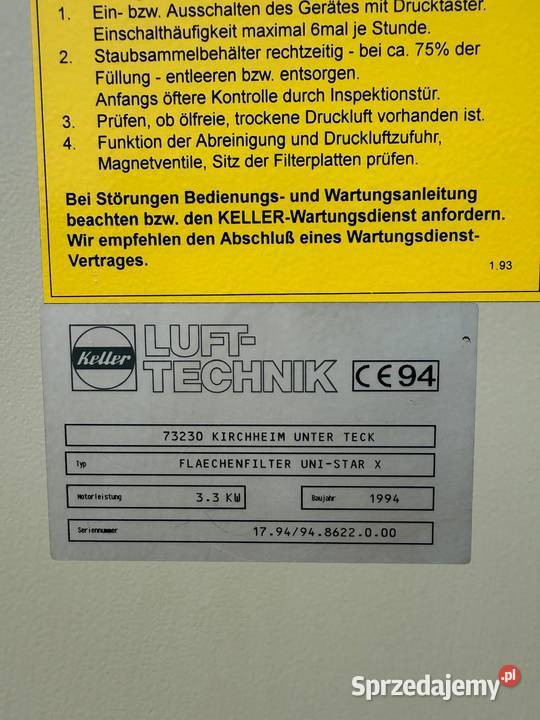 1. Ein- bzw. Ausschalten des Gerätes mit Drucktaster.
Einschalthäufigkeit maximal 6mal je Stunde.
2. Staubsammelbehälter rechtzeitig - bei ca. 75% der
Füllung - entleeren bzw. entsorgen.
Anfangs öftere Kontrolle durch Inspektionstür.
3. Prüfen, ob ölfreie, trockene Druckluft vorhanden ist.
4. Funktion der Abreinigung und Druckluftzufuhr,
Magnetventile, Sitz der Filterplatten prüfen.
Bei Störungen Bedienungs- und Wartungsanleitung
beachten bzw. den KELLER-Wartungsdienst anfordern.
Wir empfehlen den Abschluß eines Wartungsdienst-
Vertrages.
1.93
Keller
LUFT-
TECHNIK
CE94
73230 KIRCHHEIM UNTER TECK
Typ FLAECHENFILTER UNI-STAR X
Motorleistung 3.3 KW Baujahr 1994
Seriennummer 17.94/94.8622.0.00
Sprzedajemy.pl